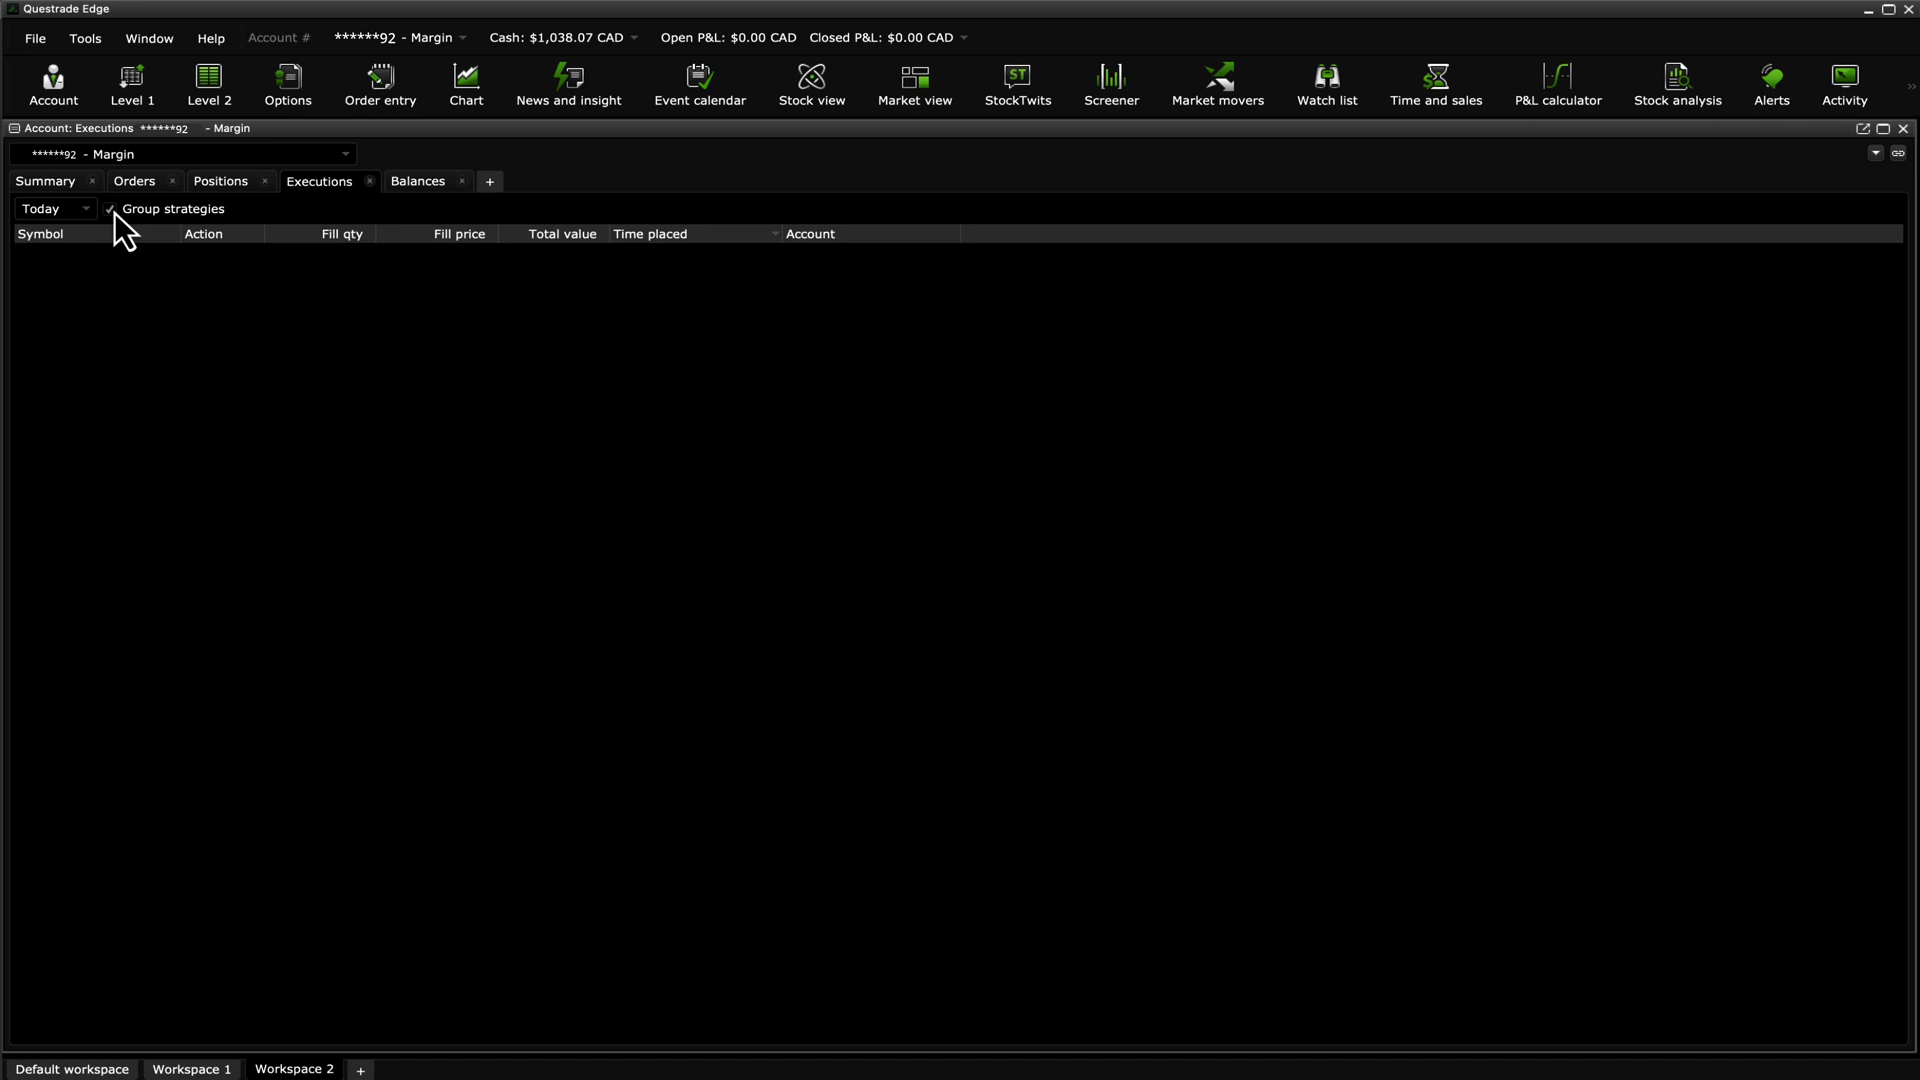 Questrade Edge
File Tools Window Help Account # ******92 - Margin Cash: $1,038.07 CAD Open P&L: $0.00 CAD Closed P&L: $0.00 CAD
ST
Account Level 1 Level 2 Options Order entry Chart News and insight Event calendar Stock view Market view StockTwits Screener Market movers Watch list Time and sales P&L calculator Stock analysis Alerts Activity
Account: Executions ******92 - Margin
******92 - Margin
Summary Orders Positions Executions Balances +
Today Group strategies
Symbol Action Fill qty Fill price Total value Time placed Account
Default workspace Workspace 1 Workspace 2 +